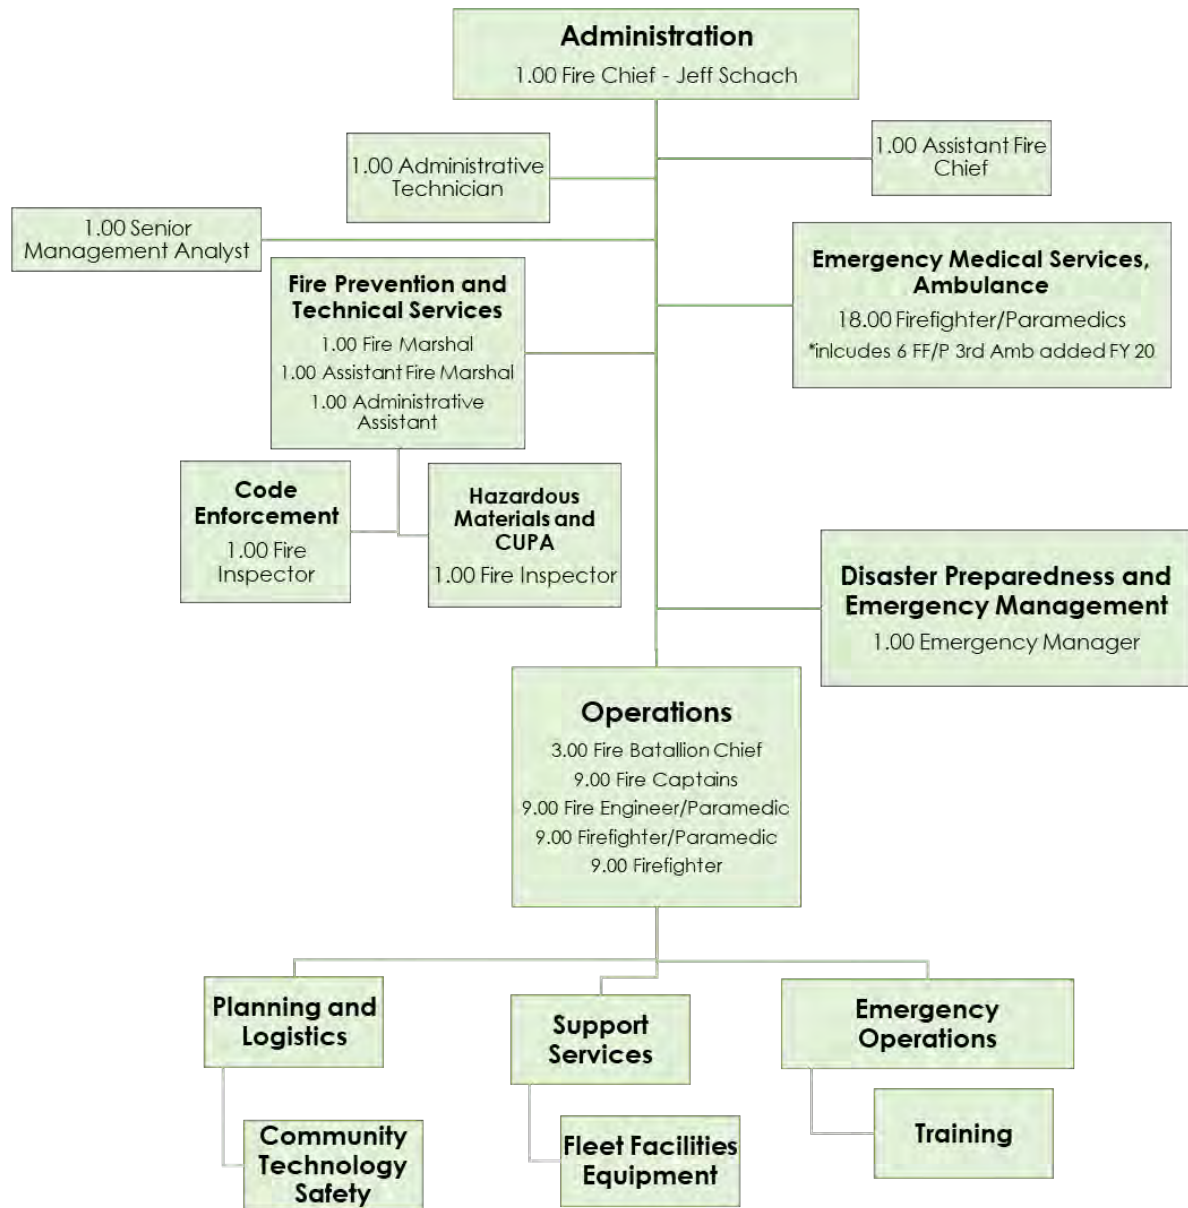 Administration
1.00 Fire Chief - Jeff Schach
1.00 Assistant Fire
Chief
1.00 Administrative
Technician
1.00 Senior
Management Analyst
Emergency Medical Services,
Ambulance
18.00 Firefighter/Paramedics
*inlcudes 6 FF/P 3rd Amb added FY 20
Fire Prevention and
Technical Services
1.00 Fire Marshal
1.00 Assistant Fire Marshal
1.00 Administrative
Assistant
Code
Enforcement
1.00 Fire
Inspector
Hazardous
Materials and
CUPA
1.00 Fire Inspector
Disaster Preparedness and
Emergency Management
1.00 Emergency Manager
Operations
3.00 Fire Batallion Chief
9.00 Fire Captains
9.00 Fire Engineer/Paramedic
9.00 Firefighter/Paramedic
9.00 Firefighter
Planning and
Logistics
Support
Services
Emergency
Operations
Community
Technology
Safety
Fleet Facilities
Equipment
Training